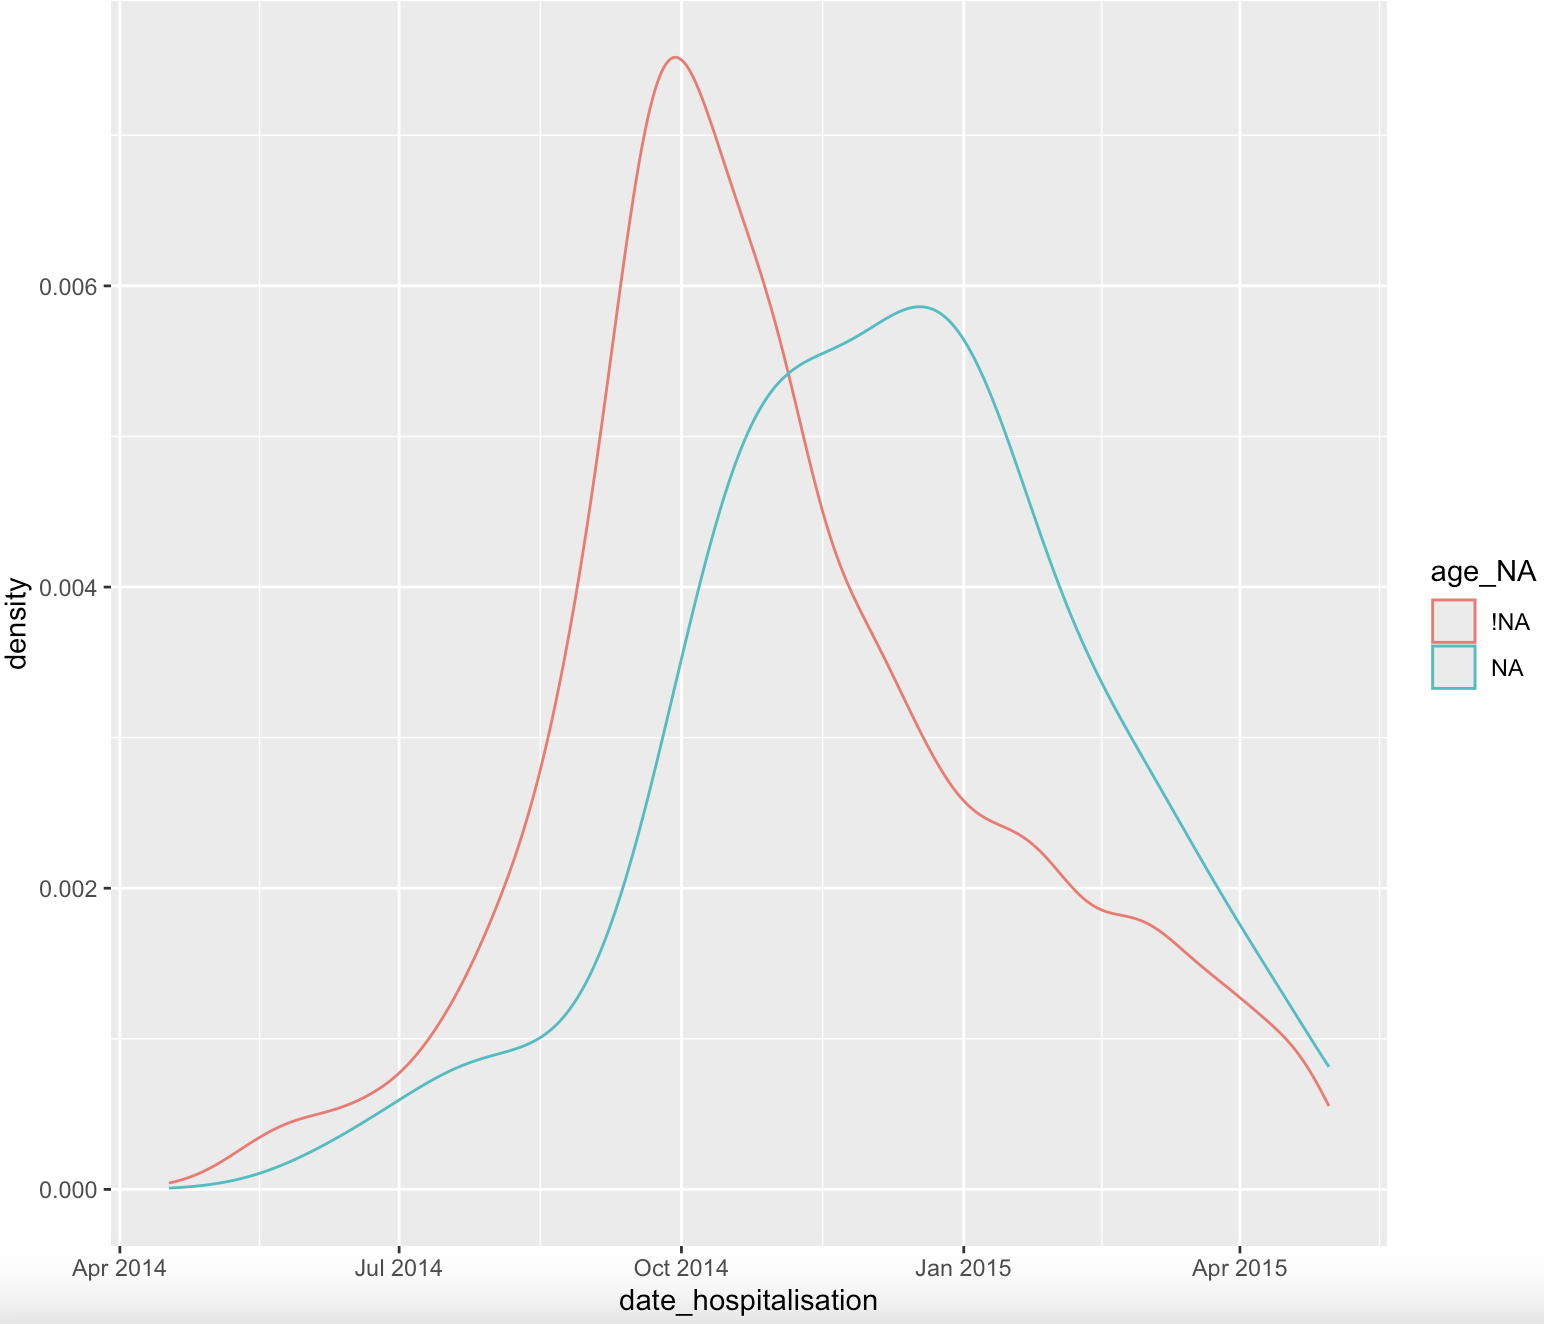 density
0.006
0.004
0.002
0.000
Apr 2014
Jul 2014
Oct 2014
Jan 2015
Apr 2015
date_hospitalisation
age_NA
!NA
NA